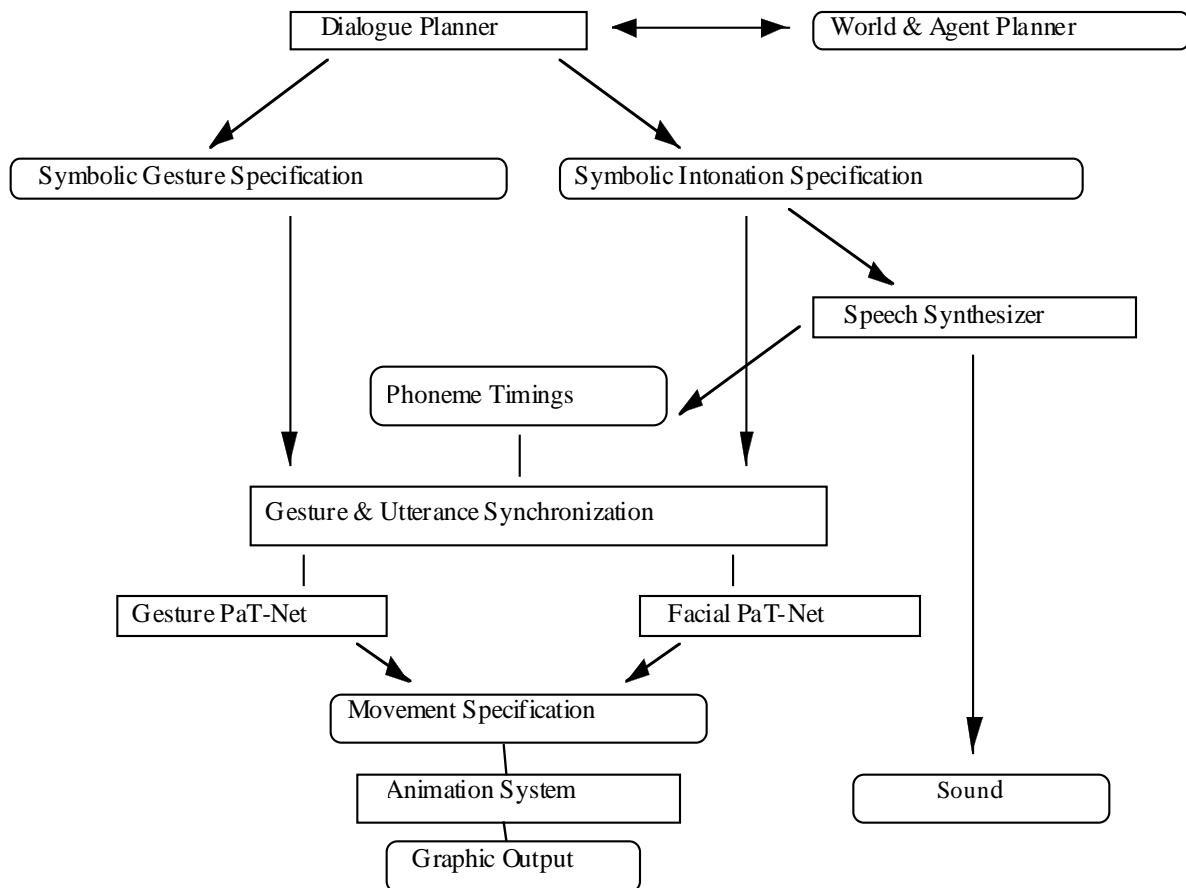 Dialogue Planner
World & Agent Planner
Symbolic Gesture Specification
Symbolic Intonation Specification
Speech Synthesizer
Phoneme Timings
Gesture & Utterance Synchronization
Gesture PaT-Net
Facial PaT-Net
Movement Specification
Animation System
Sound
Graphic Output